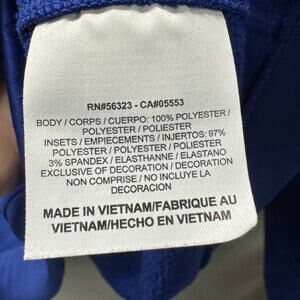 RN#56323 - CA#05553
BODY / CORPS / CUERPO: 100% POLYESTER /
POLYESTER / POLIESTER
INSETS / EMPIECEMENTS / INJERTOS: 97%
POLYESTER / POLYESTER / POLIESTER
3% SPANDEX / ELASTHANNE / ELASTANO
EXCLUSIVE OF DECORATION / DECORATION
NON COMPRISE / NO INCLUYE LA
DECORACION
MADE IN VIETNAM/FABRIQUE AU
VIETNAM/HECHO EN VIETNAM